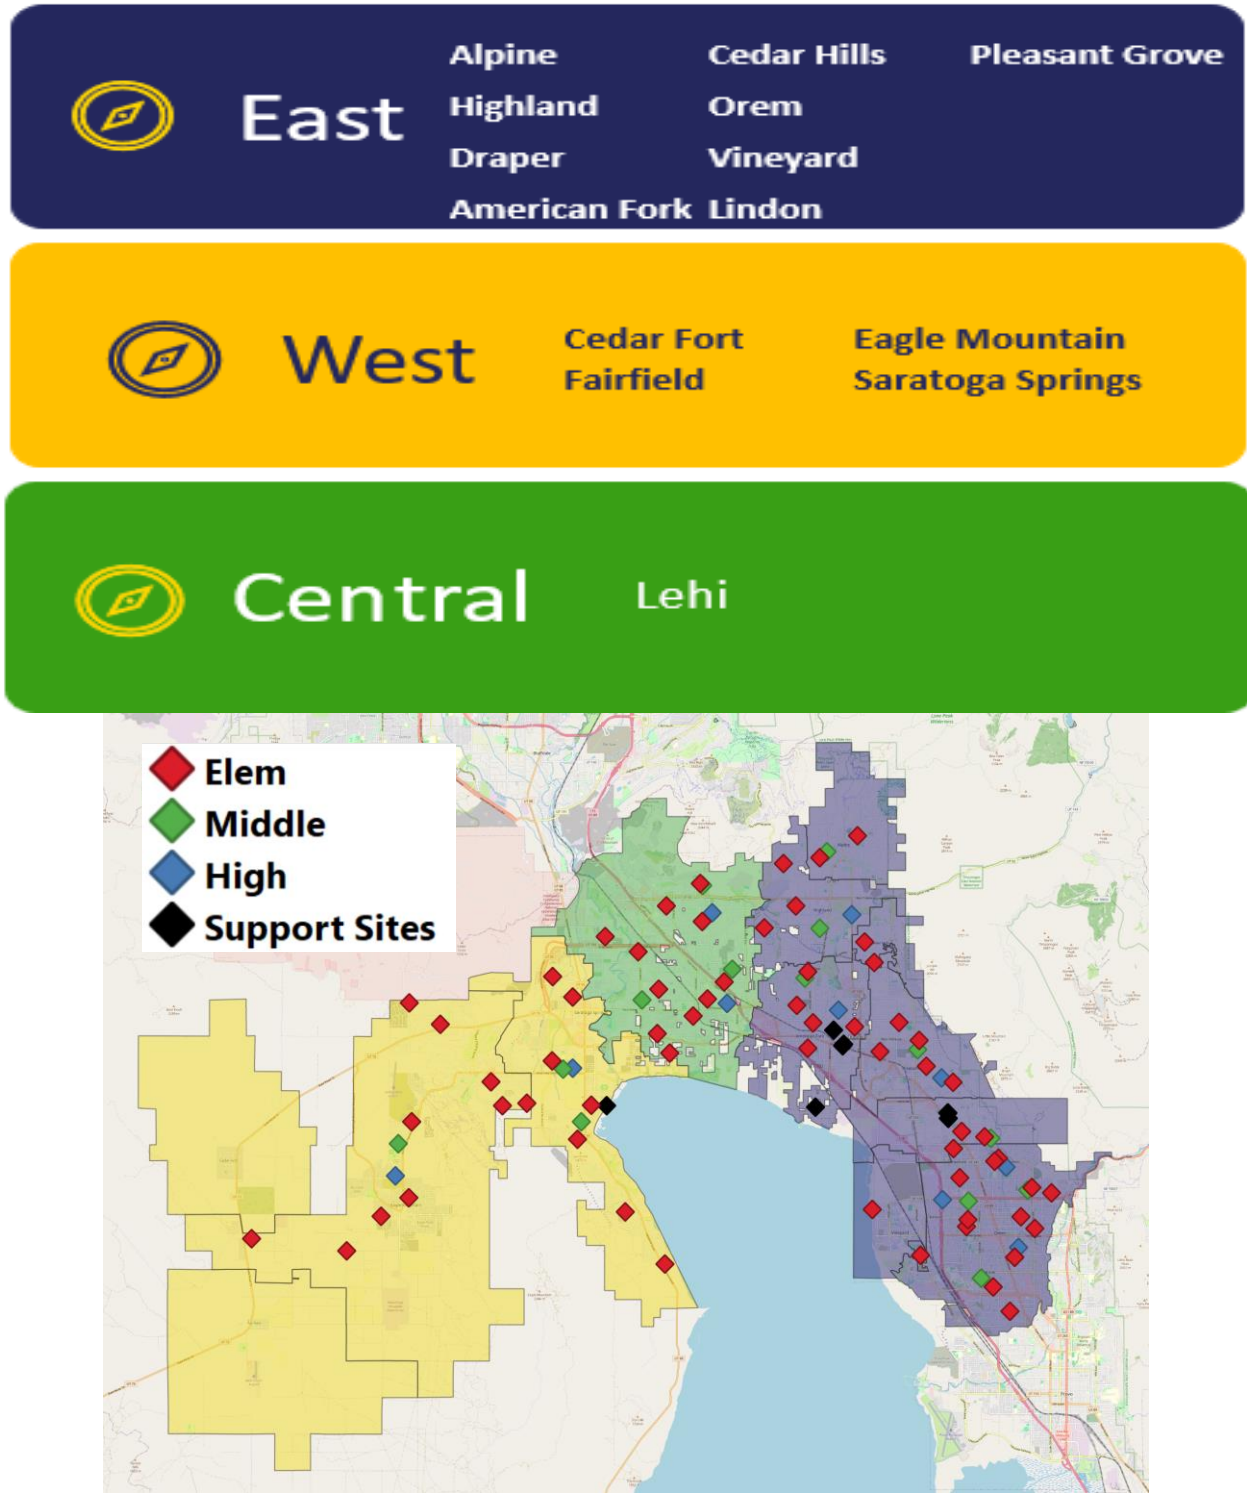 East
Alpine
Highland
Draper
American Fork
Cedar Hills
Orem
Vineyard
Lindon
Pleasant Grove
West
Cedar Fort
Fairfield
Eagle Mountain
Saratoga Springs
Central
Lehi
Elem
Middle
High
Support Sites